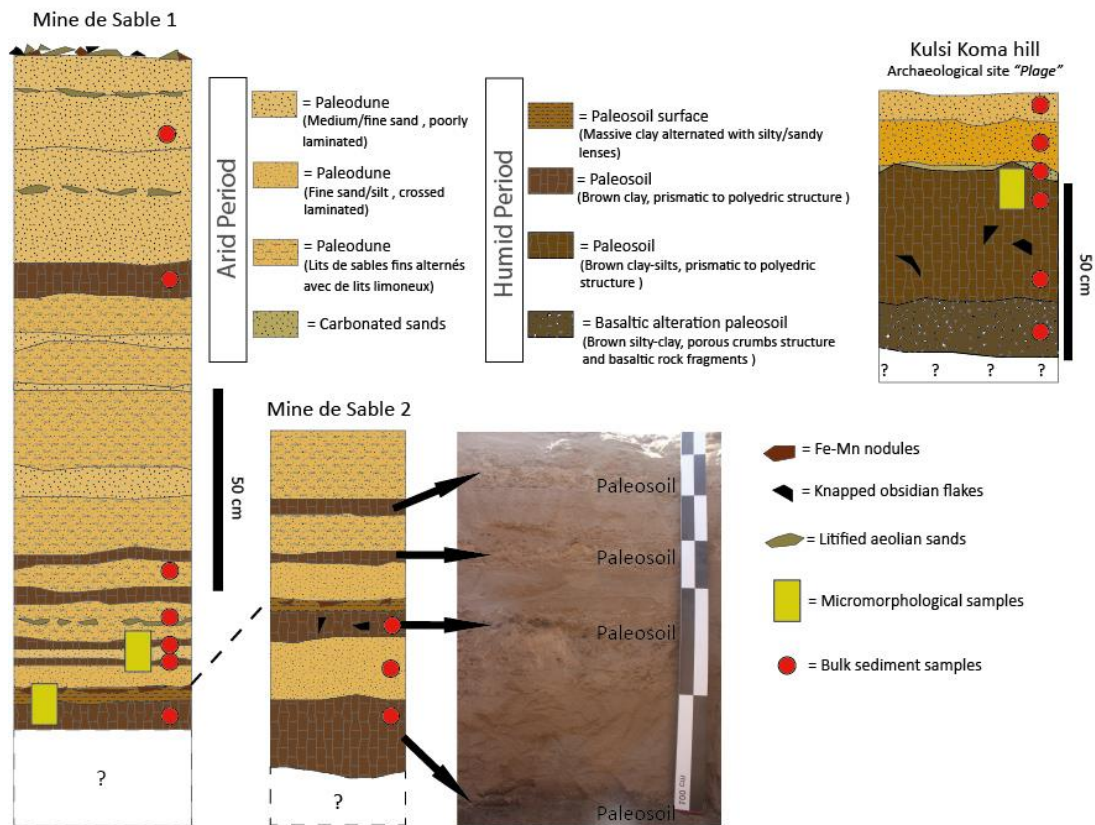 Mine de Sable 1
Arid Period
= Paleodune
(Medium/fine sand , poorly
laminated)
= Paleodune
(Fine sand/silt , crossed
laminated)
= Paleodune
(Lits de sables fins alternés
avec de lits limoneux)
= Carbonated sands
Humid Period
= Paleosoil surface
(Massive clay alternated with silty/sandy
lenses)
= Paleosoil
(Brown clay, prismatic to polyedric structure )
= Paleosoil
(Brown clay-silts, prismatic to polyedric
structure )
= Basaltic alteration paleosoil
(Brown silty-clay, porous crumbs structure
and basaltic rock fragments )
Kulsi Koma hill
Archaeological site "Plage"
50 cm
? ? ? ?
50 cm
?
Mine de Sable 2
?
Paleosoil
Paleosoil
Paleosoil
Paleosoil
100 cm
= Fe-Mn nodules
= Knapped obsidian flakes
= Litified aeolian sands
= Micromorphological samples
= Bulk sediment samples